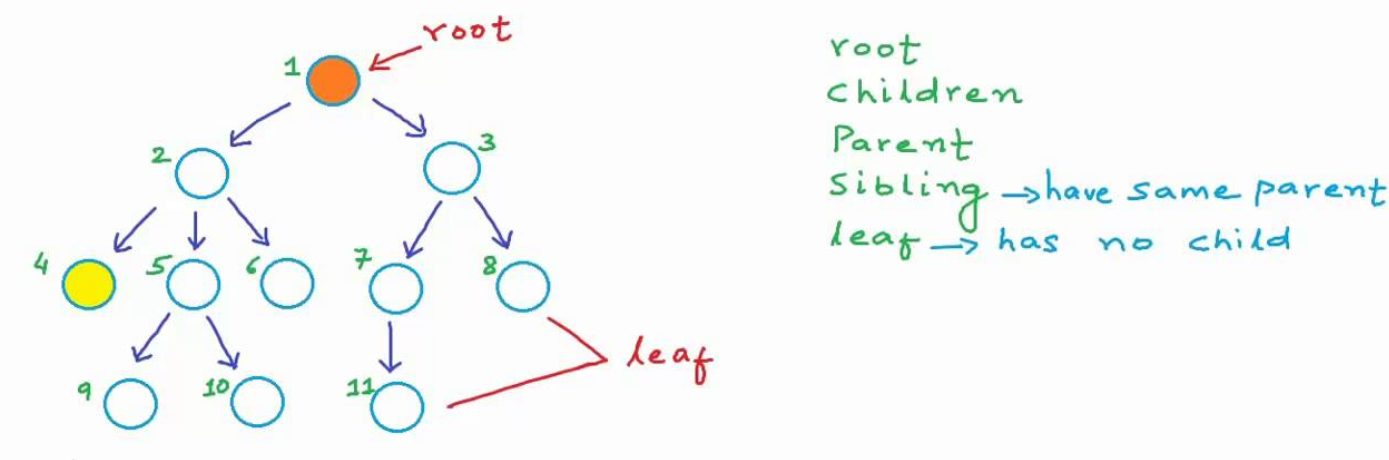 root
1
2
3
4
5
6
7
8
9
10
11
leaf
root
Children
Parent
Sibling → have same parent
leaf → has no child